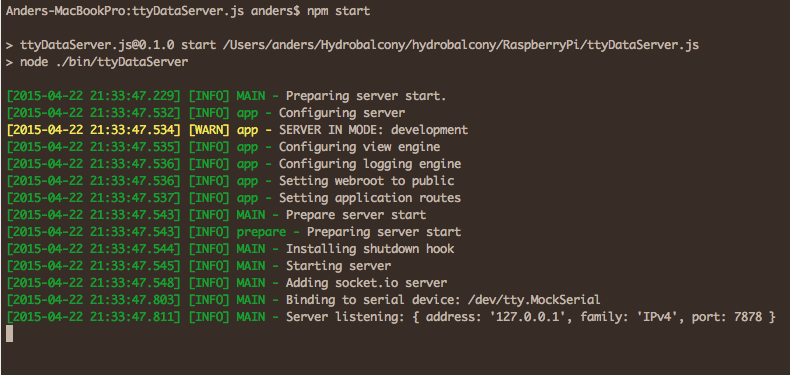 Anders-MacBookPro:ttyDataServer.js anders$ npm start
> ttyDataServer.js@0.1.0 start /Users/anders/Hydrobalcony/hydrobalcony/RaspberryPi/ttyDataServer.js
> node ./bin/ttyDataServer
[2015-04-22 21:33:47.229] [INFO] MAIN - Preparing server start.
[2015-04-22 21:33:47.532] [INFO] app - Configuring server
[2015-04-22 21:33:47.534] [WARN] app - SERVER IN MODE: development
[2015-04-22 21:33:47.535] [INFO] app - Configuring view engine
[2015-04-22 21:33:47.536] [INFO] app - Configuring logging engine
[2015-04-22 21:33:47.536] [INFO] app - Setting webroot to public
[2015-04-22 21:33:47.537] [INFO] app - Setting application routes
[2015-04-22 21:33:47.543] [INFO] MAIN - Prepare server start
[2015-04-22 21:33:47.543] [INFO] prepare - Preparing server start
[2015-04-22 21:33:47.544] [INFO] MAIN - Installing shutdown hook
[2015-04-22 21:33:47.545] [INFO] MAIN - Starting server
[2015-04-22 21:33:47.548] [INFO] MAIN - Adding socket.io server
[2015-04-22 21:33:47.803] [INFO] MAIN - Binding to serial device: /dev/tty.MockSerial
[2015-04-22 21:33:47.811] [INFO] MAIN - Server listening: { address: '127.0.0.1', family: 'IPv4', port: 7878 }